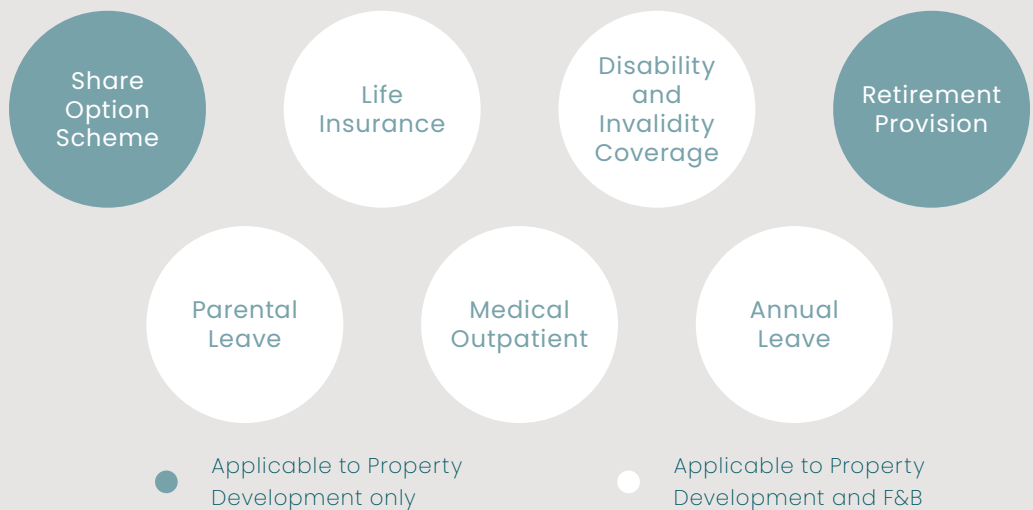 Share
Option
Scheme
Life
Insurance
Disability
and
Invalidity
Coverage
Retirement
Provision
Parental
Leave
Medical
Outpatient
Annual
Leave
Applicable to Property
Development only
Applicable to Property
Development and F&B